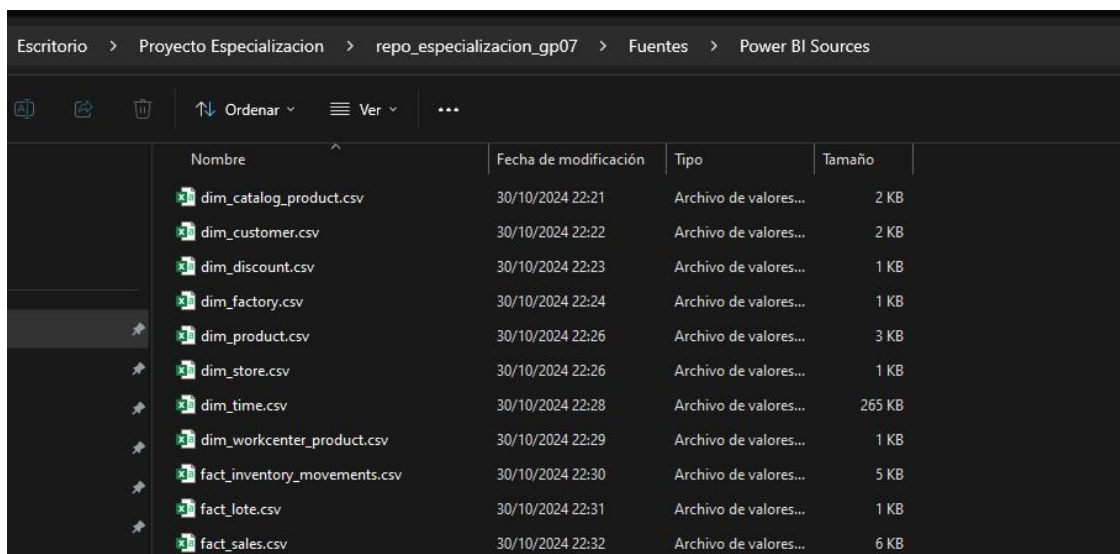 Escritorio > Proyecto Especializacion > repo_especializacion_gp07 > Fuentes > Power BI Sources
Ordenar Ver ...
Nombre Fecha de modificación Tipo Tamaño
dim_catalog_product.csv 30/10/2024 22:21 Archivo de valores... 2 KB
dim_customer.csv 30/10/2024 22:22 Archivo de valores... 2 KB
dim_discount.csv 30/10/2024 22:23 Archivo de valores... 1 KB
dim_factory.csv 30/10/2024 22:24 Archivo de valores... 1 KB
dim_product.csv 30/10/2024 22:26 Archivo de valores... 3 KB
dim_store.csv 30/10/2024 22:26 Archivo de valores... 1 KB
dim_time.csv 30/10/2024 22:28 Archivo de valores... 265 KB
dim_workcenter_product.csv 30/10/2024 22:29 Archivo de valores... 1 KB
fact_inventory_movements.csv 30/10/2024 22:30 Archivo de valores... 5 KB
fact_lote.csv 30/10/2024 22:31 Archivo de valores... 1 KB
fact_sales.csv 30/10/2024 22:32 Archivo de valores... 6 KB